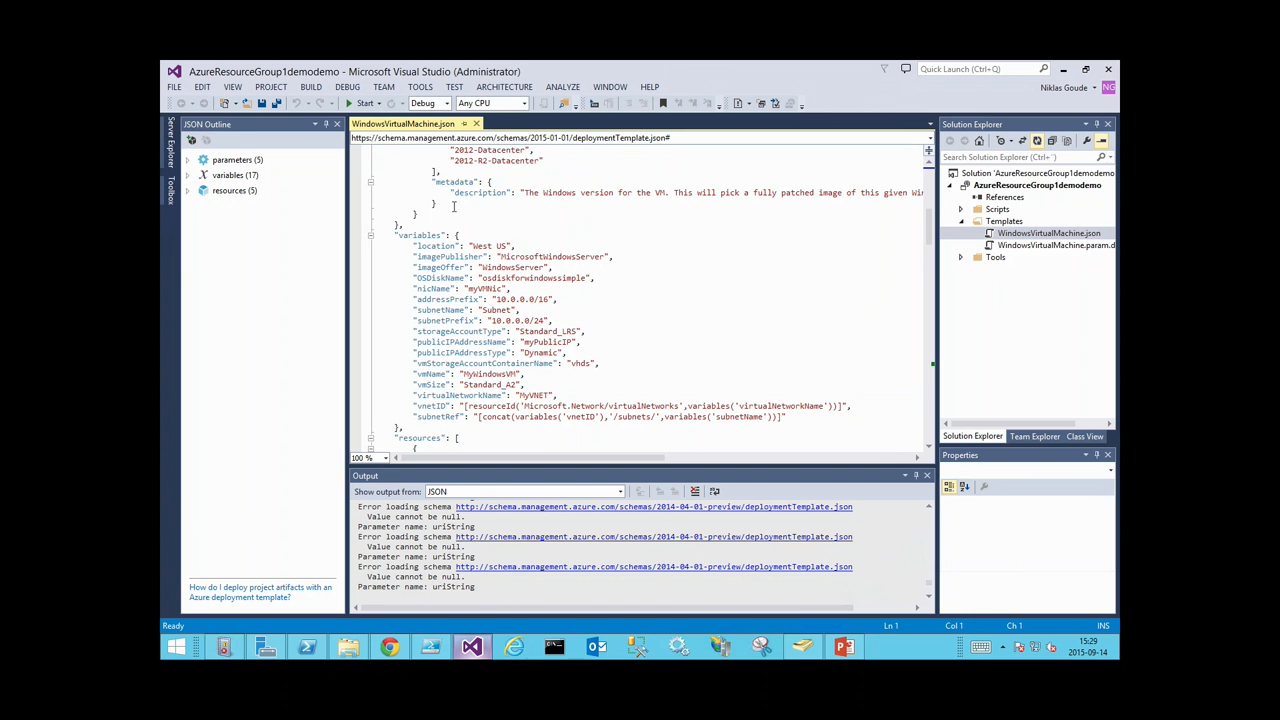 AzureResourceGroup1demodemo - Microsoft Visual Studio (Administrator)
Quick Launch (Ctrl+Q)
FILE EDIT VIEW PROJECT BUILD DEBUG TEAM TOOLS TEST ARCHITECTURE ANALYZE WINDOW HELP
Niklas Goude NG
Start Debug Any CPU
Server Explorer
Toolbox
JSON Outline
parameters (5)
variables (17)
resources (5)
How do I deploy project artifacts with an
Azure deployment template?
WindowsVirtualMachine.json
https://schema.management.azure.com/schemas/2015-01-01/deploymentTemplate.json#
"2012-Datacenter",
"2012-R2-Datacenter"
],
"metadata": {
"description": "The Windows version for the VM. This will pick a fully patched image of this given Win
}
}
},
"variables": {
"location": "West US",
"imagePublisher": "MicrosoftWindowsServer",
"imageOffer": "WindowsServer",
"OSDiskName": "osdiskforwindowssimple",
"nicName": "myVMNic",
"addressPrefix": "10.0.0.0/16",
"subnetName": "Subnet",
"subnetPrefix": "10.0.0.0/24",
"storageAccountType": "Standard_LRS",
"publicIPAddressName": "myPublicIP",
"publicIPAddressType": "Dynamic",
"vmStorageAccountContainerName": "vhds",
"vmName": "MyWindowsVM",
"vmSize": "Standard_A2",
"virtualNetworkName": "MyVNET",
"vnetID": "[resourceId('Microsoft.Network/virtualNetworks',variables('virtualNetworkName'))]",
"subnetRef": "[concat(variables('vnetID'),'/subnets/',variables('subnetName'))]"
},
"resources": [
{
100 %
Output
Show output from: JSON
Error loading schema http://schema.management.azure.com/schemas/2014-04-01-preview/deploymentTemplate.json
Value cannot be null.
Parameter name: uriString
Error loading schema http://schema.management.azure.com/schemas/2014-04-01-preview/deploymentTemplate.json
Value cannot be null.
Parameter name: uriString
Error loading schema http://schema.management.azure.com/schemas/2014-04-01-preview/deploymentTemplate.json
Value cannot be null.
Parameter name: uriString
Solution Explorer
Search Solution Explorer (Ctrl+;)
Solution 'AzureResourceGroup1demodemo
AzureResourceGroup1demodemo
References
Scripts
Templates
WindowsVirtualMachine.json
WindowsVirtualMachine.param.d
Tools
Solution Explorer Team Explorer Class View
Properties
Ready Ln 1 Col 1 Ch 1 INS
15:29
2015-09-14